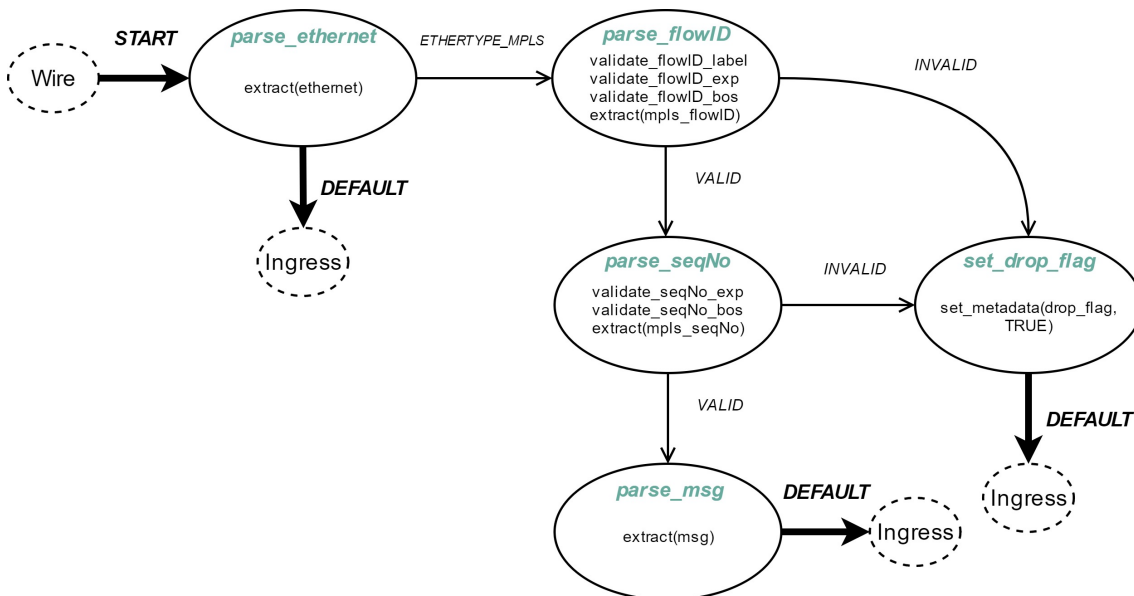 START
parse_ethernet
ETHERTYPE_MPLS
parse_flowID
Wire
extract(ethernet)
validate_flowID_label
validate_flowID_exp
validate_flowID_bos
extract(mpls_flowID)
INVALID
DEFAULT
VALID
Ingress
parse_seqNo
validate_seqNo_exp
validate_seqNo_bos
extract(mpls_seqNo)
INVALID
set_drop_flag
set_metadata(drop_flag,
TRUE)
VALID
DEFAULT
parse_msg
extract(msg)
DEFAULT
Ingress
Ingress